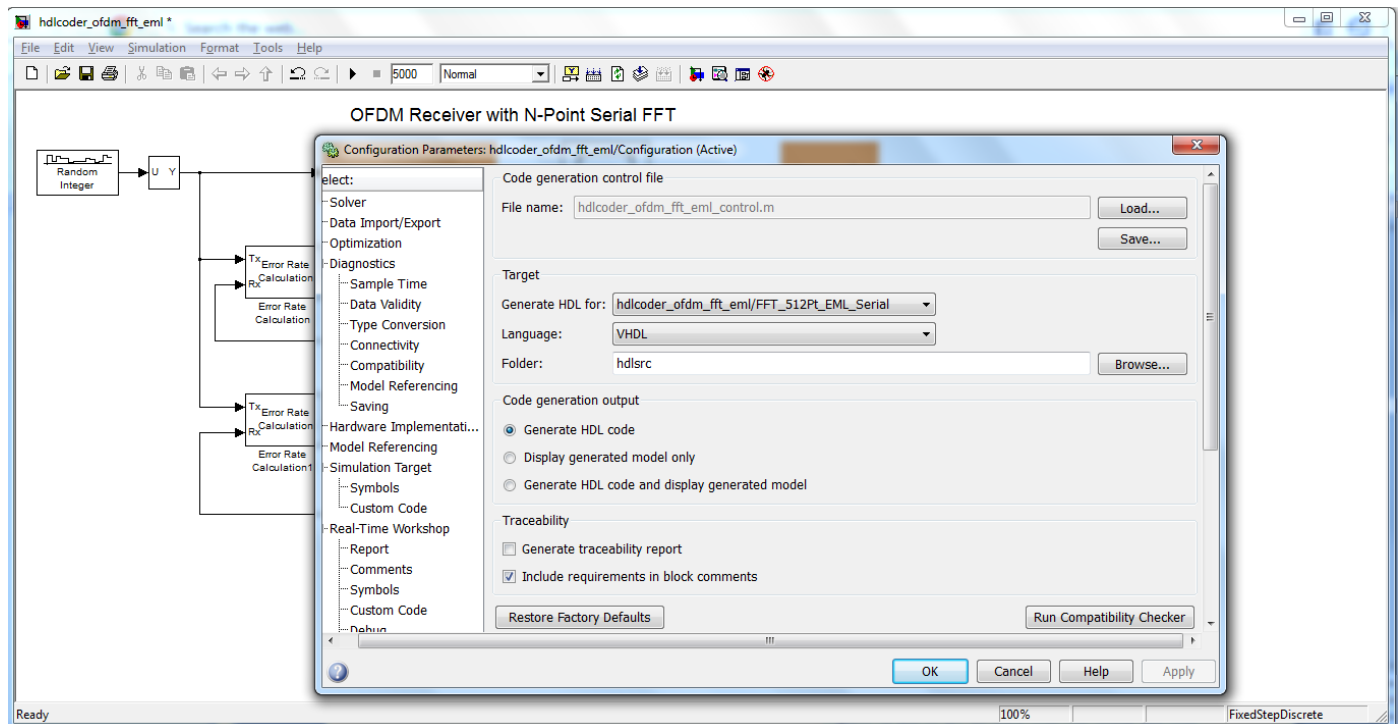 hdlcoder_ofdm_fft_eml *
File Edit View Simulation Format Tools Help
5000 Normal
OFDM Receiver with N-Point Serial FFT
Random
Integer
U Y
Tx
Rx
Error Rate
Calculation
Error Rate
Calculation
Tx
Rx
Error Rate
Calculation
Error Rate
Calculation1
Configuration Parameters: hdlcoder_ofdm_fft_eml/Configuration (Active)
elect:
Solver
Data Import/Export
Optimization
Diagnostics
Sample Time
Data Validity
Type Conversion
Connectivity
Compatibility
Model Referencing
Saving
Hardware Implementati...
Model Referencing
Simulation Target
Symbols
Custom Code
Real-Time Workshop
Report
Comments
Symbols
Custom Code
Debug
Code generation control file
File name: hdlcoder_ofdm_fft_eml_control.m
Load...
Save...
Target
Generate HDL for: hdlcoder_ofdm_fft_eml/FFT_512Pt_EML_Serial
Language: VHDL
Folder: hdlsrc
Browse...
Code generation output
Generate HDL code
Display generated model only
Generate HDL code and display generated model
Traceability
Generate traceability report
Include requirements in block comments
Restore Factory Defaults
Run Compatibility Checker
OK Cancel Help Apply
Ready 100% FixedStepDiscrete